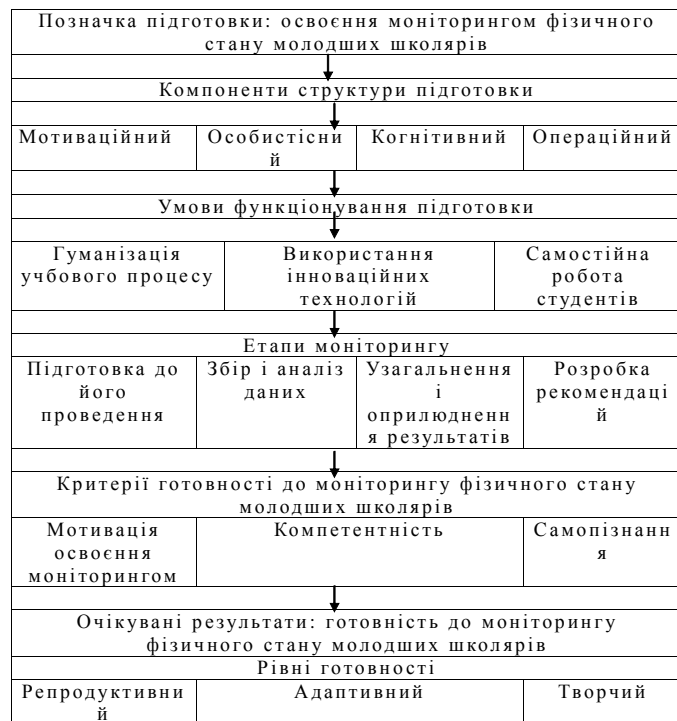 Позначка підготовки: освоєння моніторингом фізичного
стану молодших школярів
Компоненти структури підготовки
Мотиваційний
Особистісни
й
Когнітивний
Операційний
Умови функціонування підготовки
Гуманізація
учбового процесу
Використання
інноваційних
технологій
Самостійна
робота
студентів
Етапи моніторингу
Підготовка до
його
проведення
Збір і аналіз
даних
Узагальнення
і
оприлюдненн
я результатів
Розробка
рекомендаці
й
Критерії готовності до моніторингу фізичного стану
молодших школярів
Мотивація
освоєння
моніторингом
Компетентність
Самопізнанн
я
Очікувані результати: готовність до моніторингу
фізичного стану молодших школярів
Рівні готовності
Репродуктивни
й
Адаптивний
Творчий